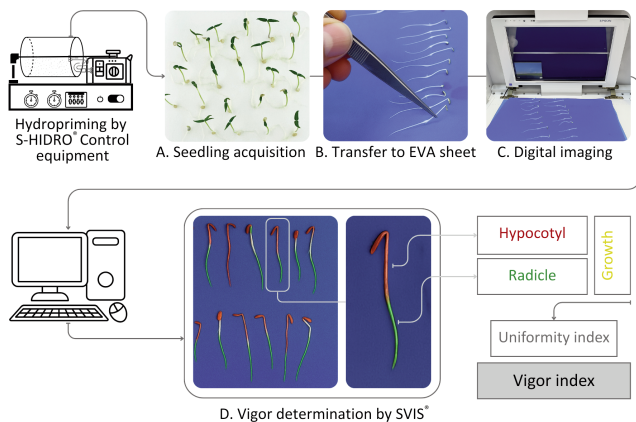 Hydropriming by
S-HIDRO® Control
equipment
A. Seedling acquisition
B. Transfer to EVA sheet
C. Digital imaging
Hypocotyl
Radicle
Growth
Uniformity index
Vigor index
D. Vigor determination by SVIS®